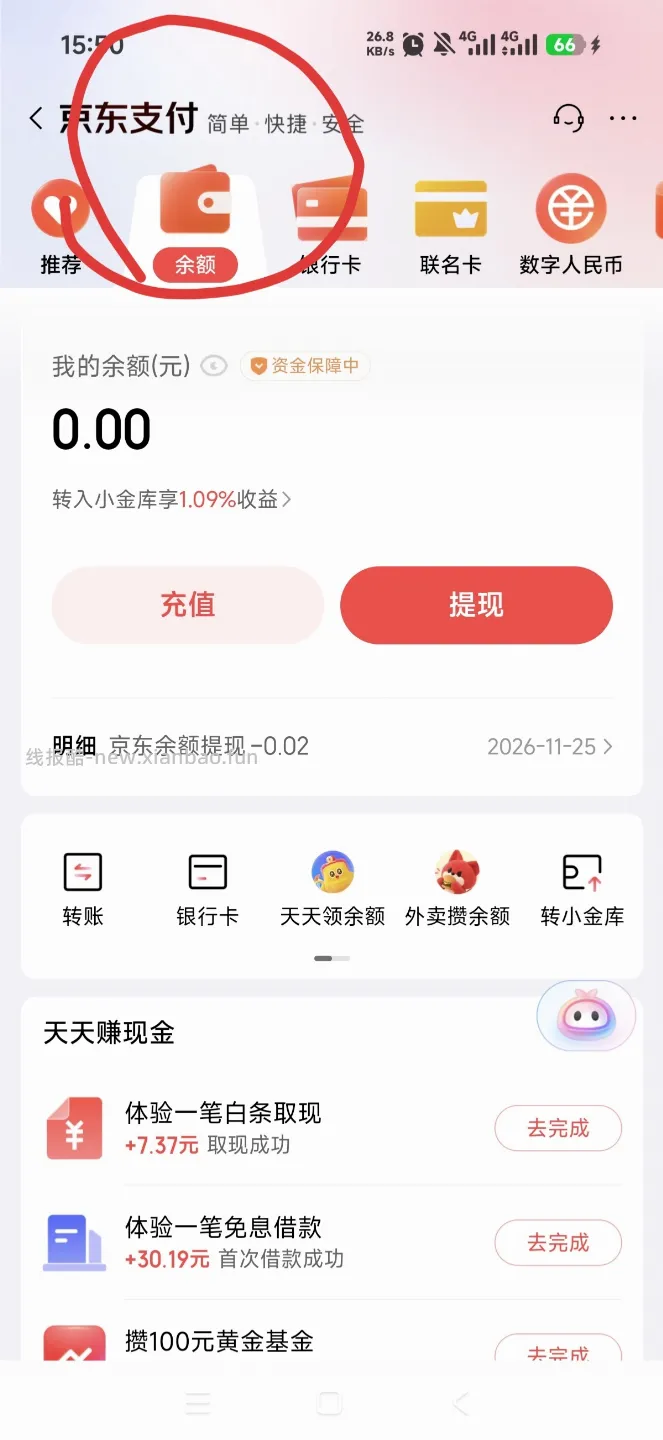 15:50 26.8 KB/s 4G 4G 66
京东支付 简单·快捷·安全
推荐 余额 银行卡 联名卡 数字人民币
我的余额(元) 资金保障中
0.00
转入小金库享1.09%收益>
充值 提现
明细 京东余额提现 -0.02 2026-11-25 >
线报酷-new.xianbao.fun
转账 银行卡 天天领余额 外卖攒余额 转小金库
天天赚现金
体验一笔白条取现
+7.37元 取现成功 去完成
体验一笔免息借款
+30.19元 首次借款成功 去完成
攒100元黄金基金
去完成